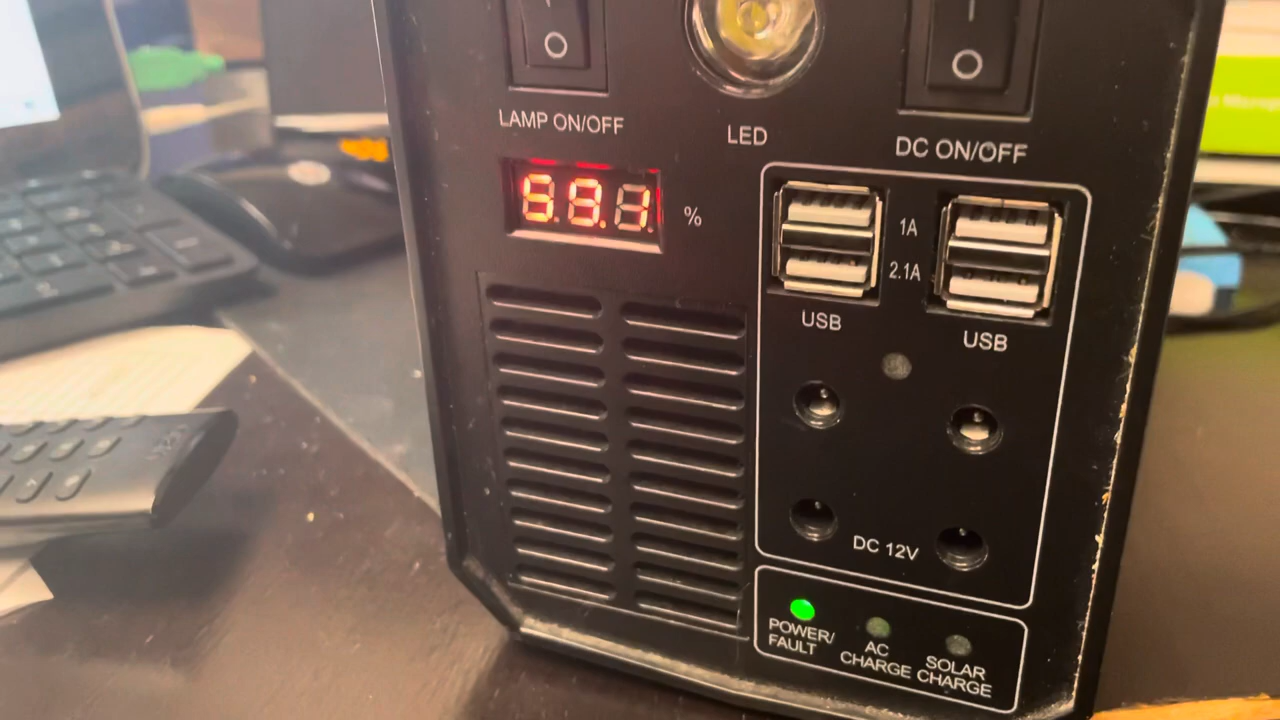 LAMP ON/OFF
LED
DC ON/OFF
%
1A
2.1A
USB
USB
DC 12V
POWER/
FAULT
AC
CHARGE
SOLAR
CHARGE